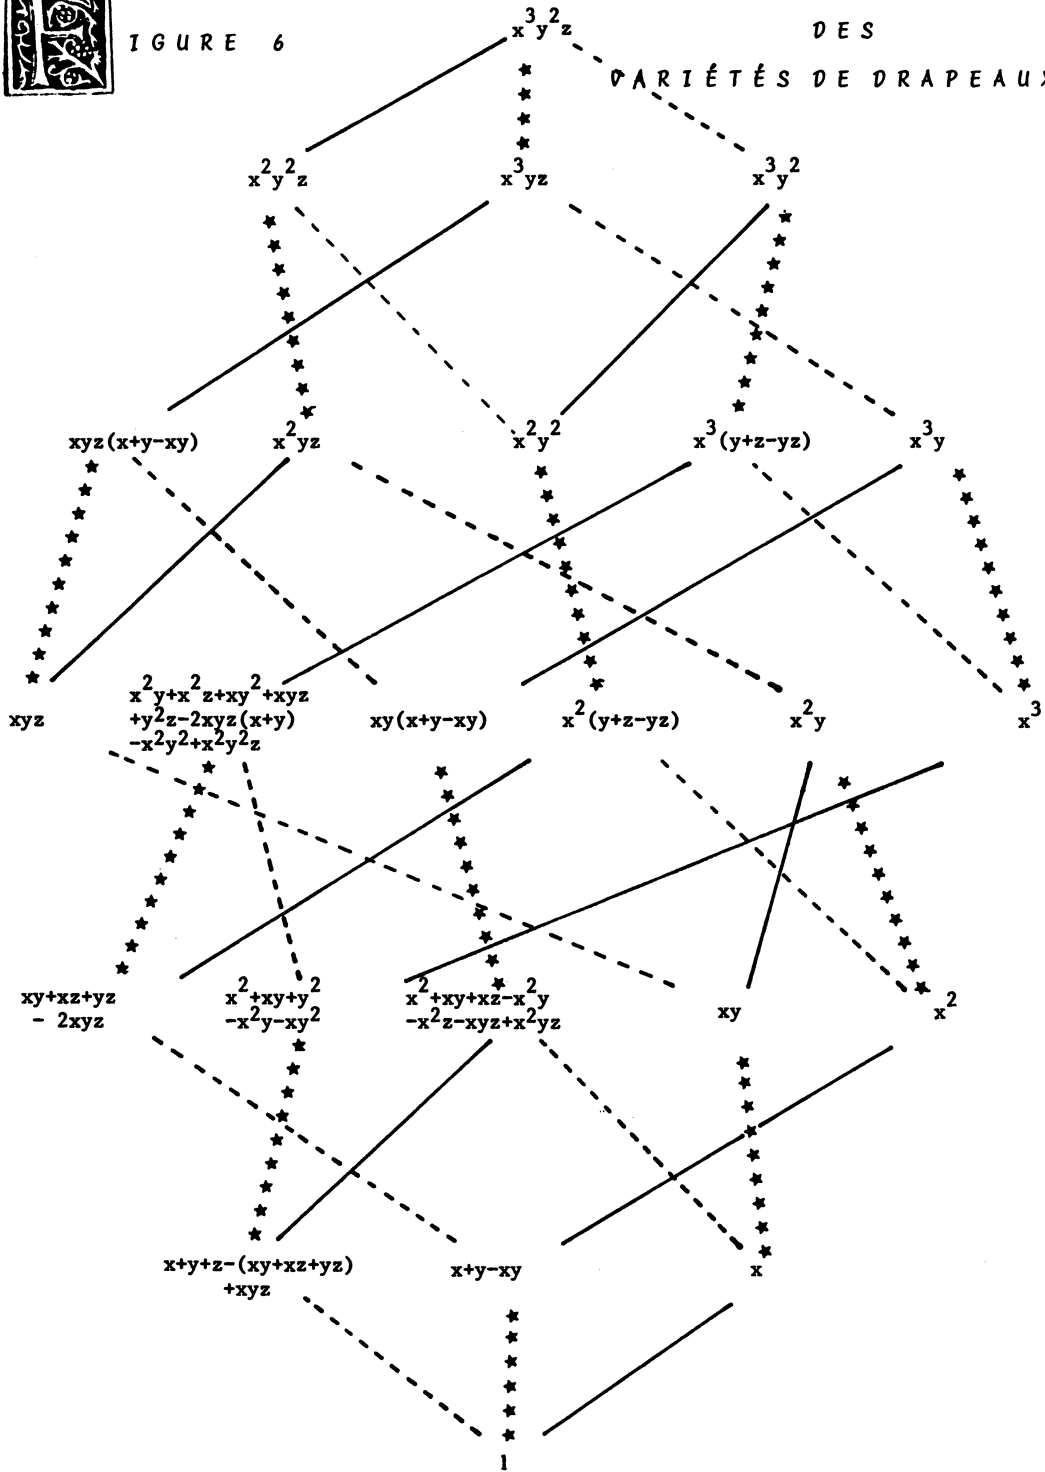 FIGURE 6
DES
VARIÉTÉS DE DRAPEAUX
x³y²z
x²y²z x³yz x³y²
xyz(x+y-xy) x²yz x²y² x³(y+z-yz) x³y
xyz
x²y+x²z+xy²+xyz
+y²z-2xyz(x+y)
-x²y²+x²y²z
xy(x+y-xy) x²(y+z-yz) x²y x³
xy+xz+yz
- 2xyz
x²+xy+y²
-x²y-xy²
x²+xy+xz-x²y
-x²z-xyz+x²yz
xy x²
x+y+z-(xy+xz+yz)
+xyz
x+y-xy x
1